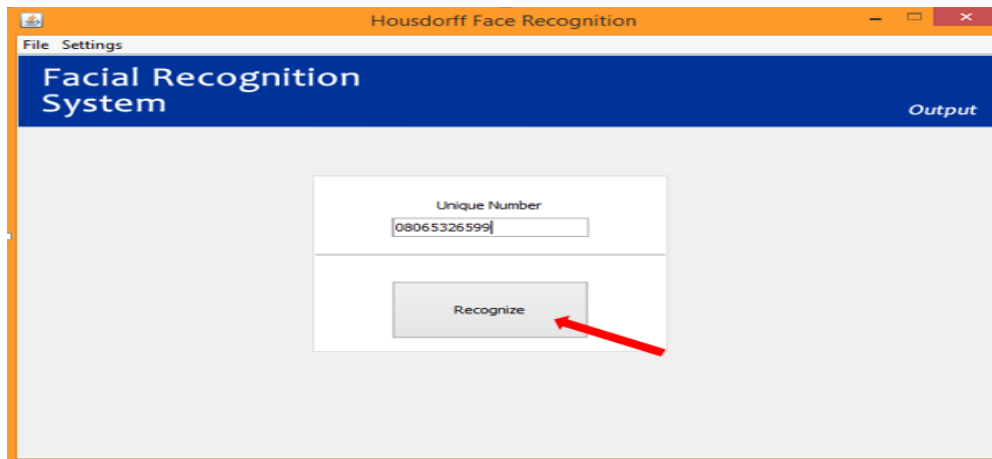 Housdorff Face Recognition
File Settings
Facial Recognition
System
Output
Unique Number
08065326599
Recognize